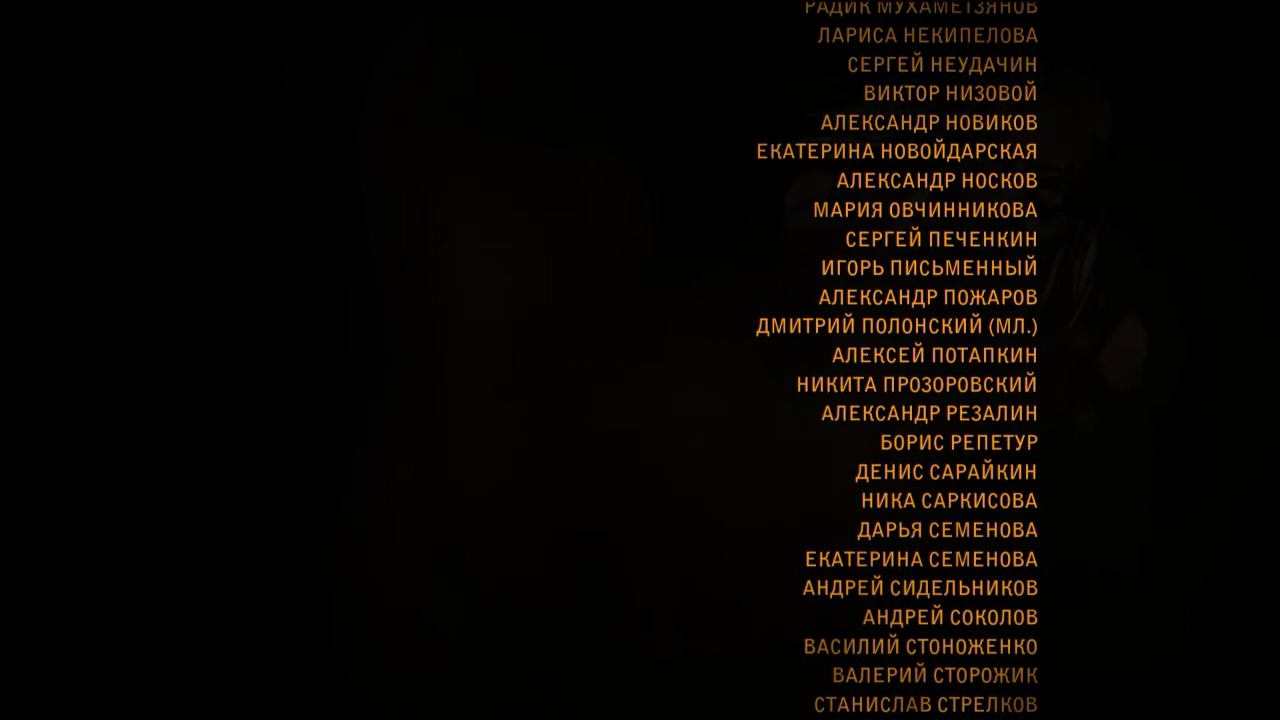 РАДИК МУХАМЕТЗЯНОВ
ЛАРИСА НЕКИПЕЛОВА
СЕРГЕЙ НЕУДАЧИН
ВИКТОР НИЗОВОЙ
АЛЕКСАНДР НОВИКОВ
ЕКАТЕРИНА НОВОЙДАРСКАЯ
АЛЕКСАНДР НОСКОВ
МАРИЯ ОВЧИННИКОВА
СЕРГЕЙ ПЕЧЕНКИН
ИГОРЬ ПИСЬМЕННЫЙ
АЛЕКСАНДР ПОЖАРОВ
ДМИТРИЙ ПОЛОНСКИЙ (МЛ.)
АЛЕКСЕЙ ПОТАПКИН
НИКИТА ПРОЗОРОВСКИЙ
АЛЕКСАНДР РЕЗАЛИН
БОРИС РЕПЕТУР
ДЕНИС САРАЙКИН
НИКА САРКИСОВА
ДАРЬЯ СЕМЕНОВА
ЕКАТЕРИНА СЕМЕНОВА
АНДРЕЙ СИДЕЛЬНИКОВ
АНДРЕЙ СОКОЛОВ
ВАСИЛИЙ СТОНОЖЕНКО
ВАЛЕРИЙ СТОРОЖИК
СТАНИСЛАВ СТРЕЛКОВ